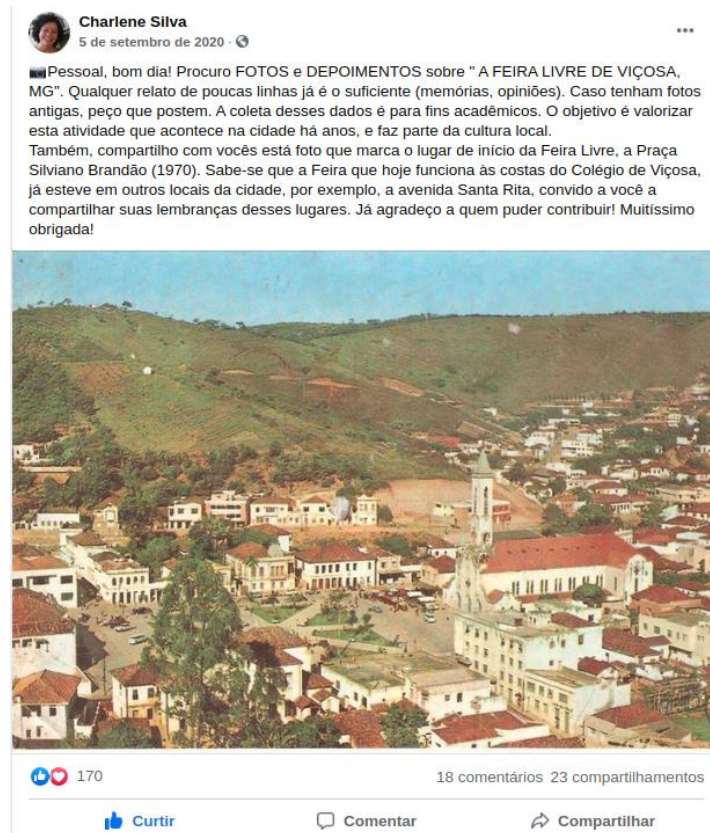 Charlene Silva
5 de setembro de 2020 ·
Pessoal, bom dia! Procuro FOTOS e DEPOIMENTOS sobre " A FEIRA LIVRE DE VIÇOSA,
MG". Qualquer relato de poucas linhas já é o suficiente (memórias, opiniões). Caso tenham fotos
antigas, peço que postem. A coleta desses dados é para fins acadêmicos. O objetivo é valorizar
esta atividade que acontece na cidade há anos, e faz parte da cultura local.
Também, compartilho com vocês está foto que marca o lugar de início da Feira Livre, a Praça
Silviano Brandão (1970). Sabe-se que a Feira que hoje funciona às costas do Colégio de Viçosa,
já esteve em outros locais da cidade, por exemplo, a avenida Santa Rita, convido a você a
compartilhar suas lembranças desses lugares. Já agradeço a quem puder contribuir! Muitíssimo
obrigada!
170
18 comentários 23 compartilhamentos
Curtir Comentar Compartilhar